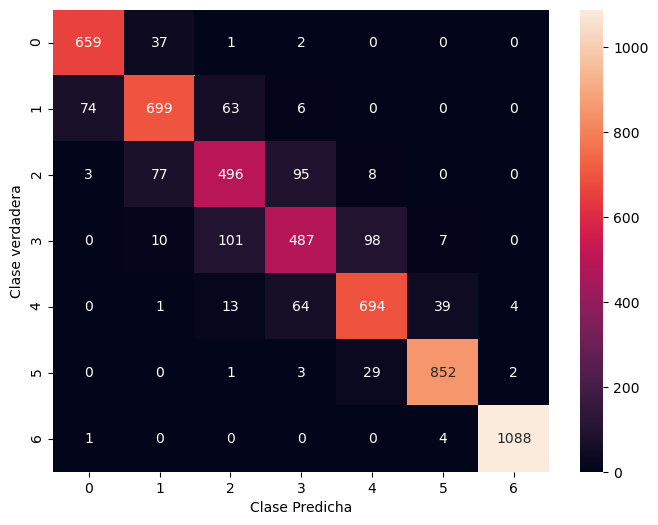 0 659 37 1 2 0 0 0
1 74 699 63 6 0 0 0
2 3 77 496 95 8 0 0
3 0 10 101 487 98 7 0
4 0 1 13 64 694 39 4
5 0 0 1 3 29 852 2
6 1 0 0 0 0 4 1088
0 1 2 3 4 5 6
Clase Predicha
Clase verdadera
1000
800
600
400
200
0